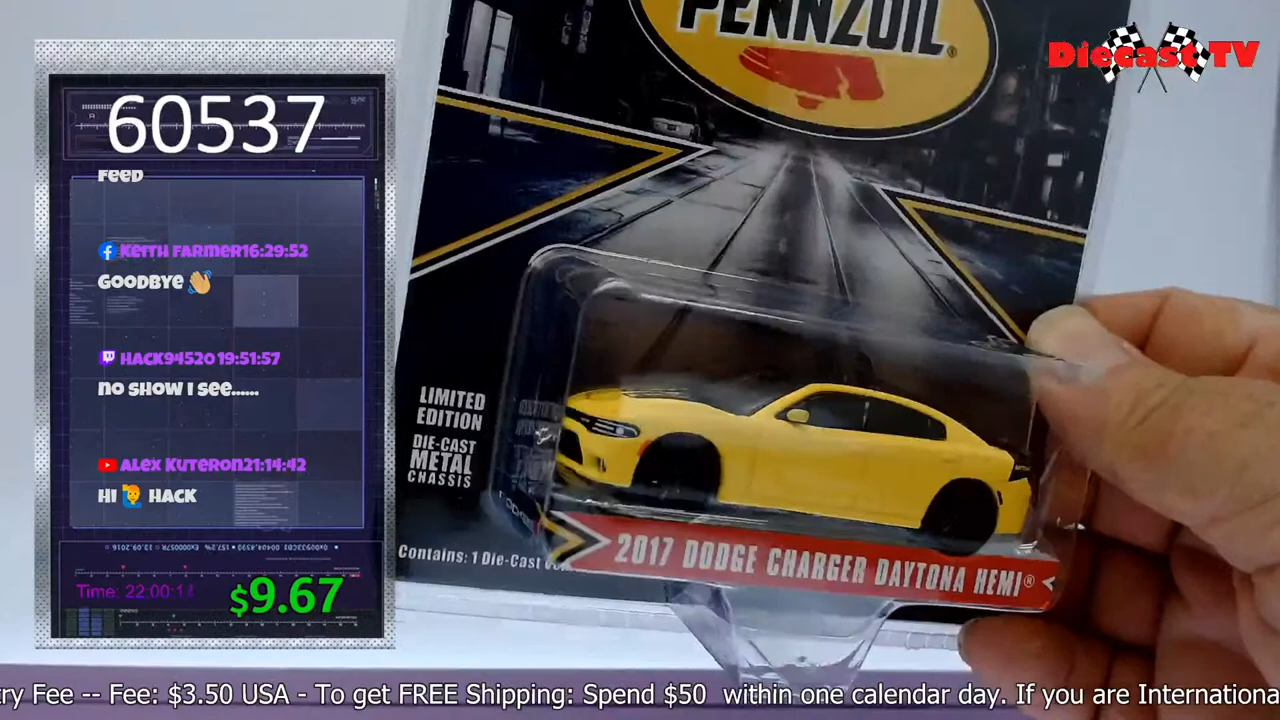 60537
FEED
Keith Farmer16:29:52
GOODBYE 👋
HACK94520 19:51:57
no show I see......
Alex Kuteron21:14:42
HI 🙋 HACK
Time: 22:00:1
$9.67
PENNZOIL®
Diecast TV
LIMITED
EDITION
DIE-CAST
METAL
CHASSIS
Contains: 1 Die-Cast
2017 DODGE CHARGER DAYTONA HEMI®
ry Fee -- Fee: $3.50 USA - To get FREE Shipping: Spend $50 within one calendar day. If you are Internationa